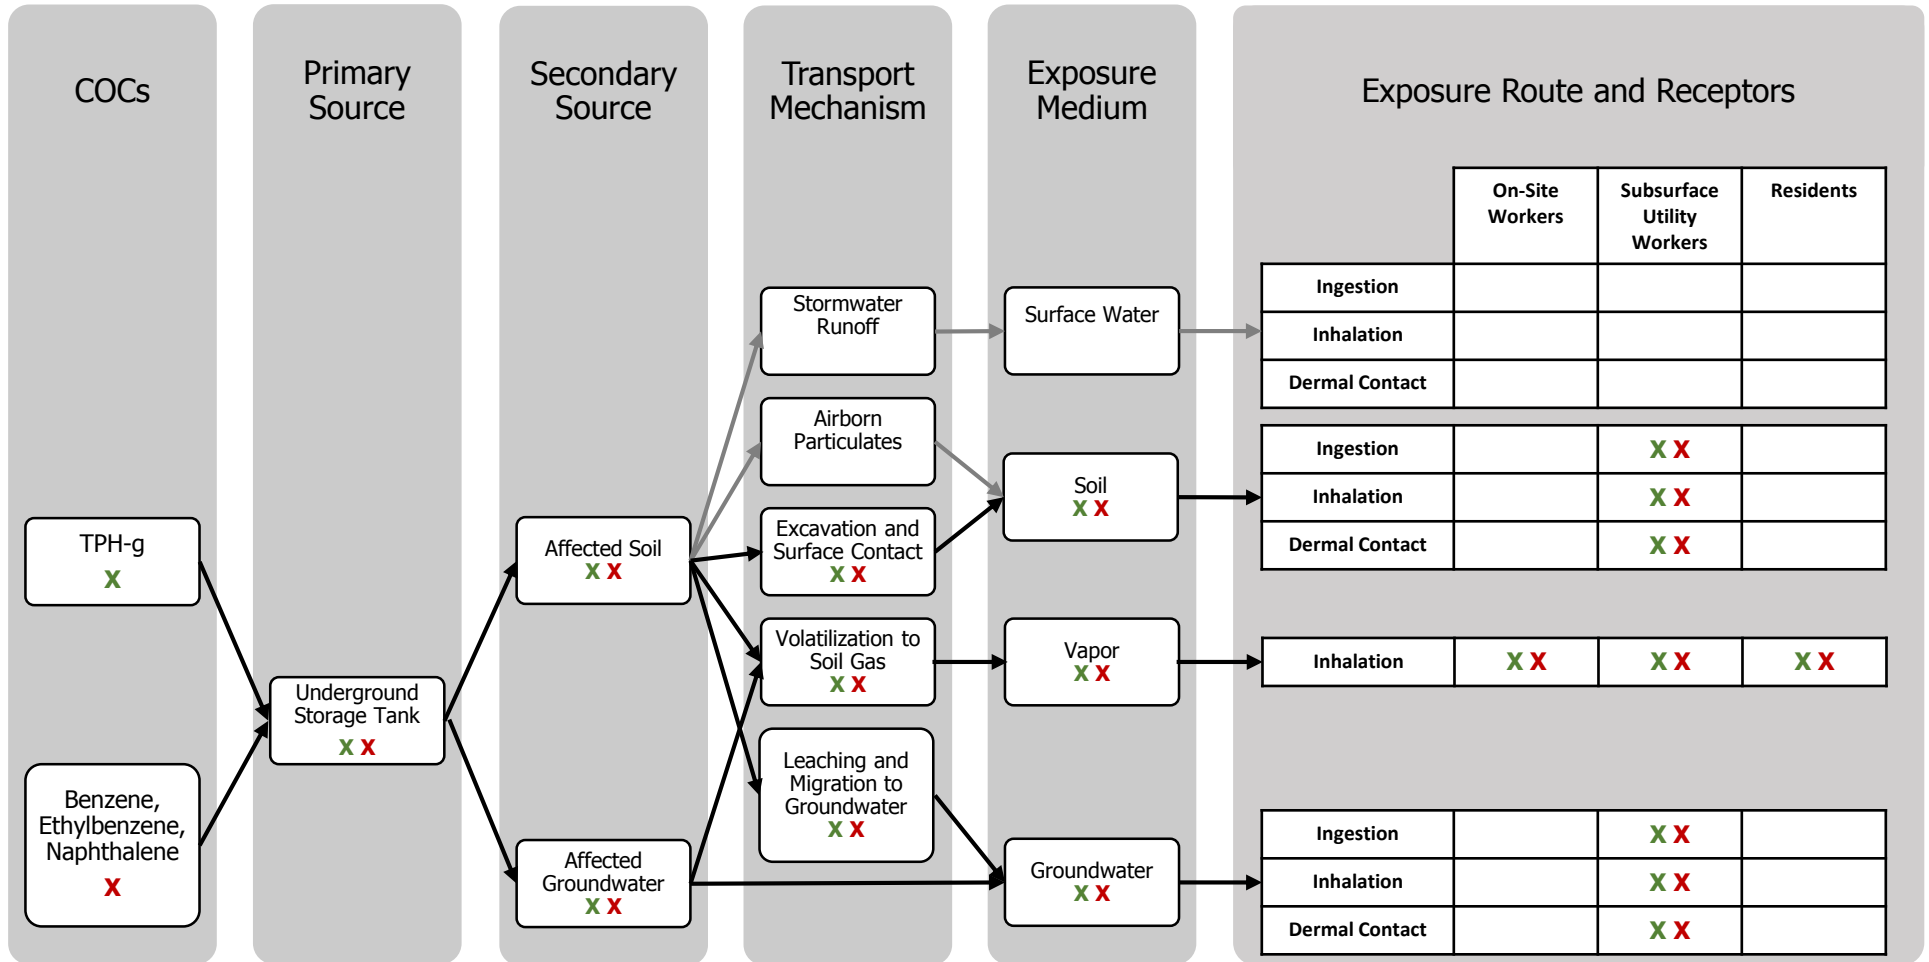 COCs
Primary
Source
Secondary
Source
Transport
Mechanism
Exposure
Medium
Exposure Route and Receptors
On-Site
Workers
Subsurface
Utility
Workers
Residents
TPH-g
X
Benzene,
Ethylbenzene,
Naphthalene
X
Underground
Storage Tank
X X
Affected Soil
X X
Affected
Groundwater
X X
Stormwater
Runoff
Airborn
Particulates
Excavation and
Surface Contact
X X
Volatilization to
Soil Gas
X X
Leaching and
Migration to
Groundwater
X X
Surface Water
Soil
X X
Vapor
X X
Groundwater
X X
Ingestion
Inhalation
Dermal Contact
Ingestion X X
Inhalation X X
Dermal Contact X X
Inhalation X X X X X X
Ingestion X X
Inhalation X X
Dermal Contact X X